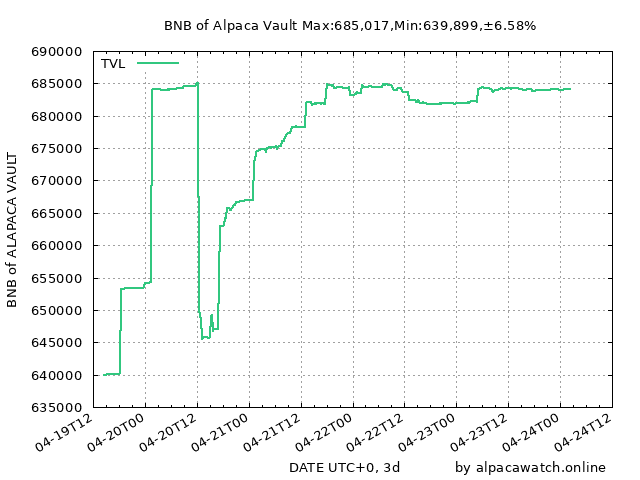 BNB of Alpaca Vault Max:685,017,Min:639,899,±6.58%
TVL
BNB of ALAPACA VAULT
690000
685000
680000
675000
670000
665000
660000
655000
650000
645000
640000
635000
04-19T12
04-20T00
04-20T12
04-21T00
04-21T12
04-22T00
04-22T12
04-23T00
04-23T12
04-24T00
04-24T12
DATE UTC+0, 3d
by alpacawatch.online